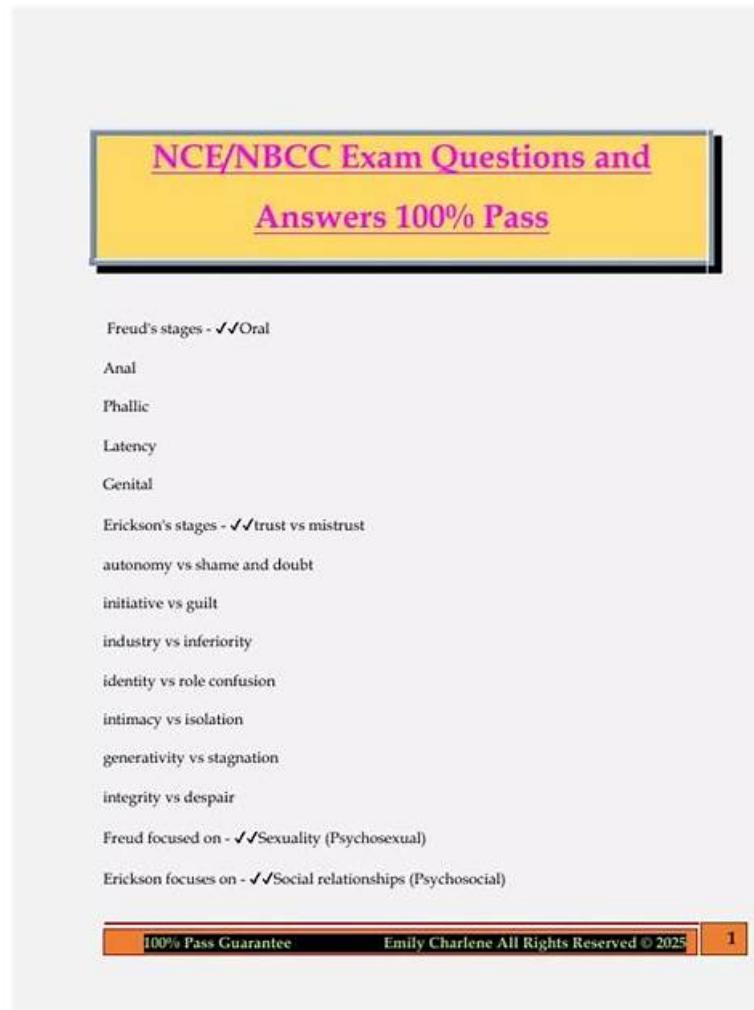 NCE/NBCC Exam Questions and
Answers 100% Pass
Freud's stages - ✓✓Oral
Anal
Phallic
Latency
Genital
Erickson's stages - ✓✓trust vs mistrust
autonomy vs shame and doubt
initiative vs guilt
industry vs inferiority
identity vs role confusion
intimacy vs isolation
generativity vs stagnation
integrity vs despair
Freud focused on - ✓✓Sexuality (Psychosexual)
Erickson focuses on - ✓✓Social relationships (Psychosocial)
100% Pass Guarantee Emily Charlene All Rights Reserved © 2025 1